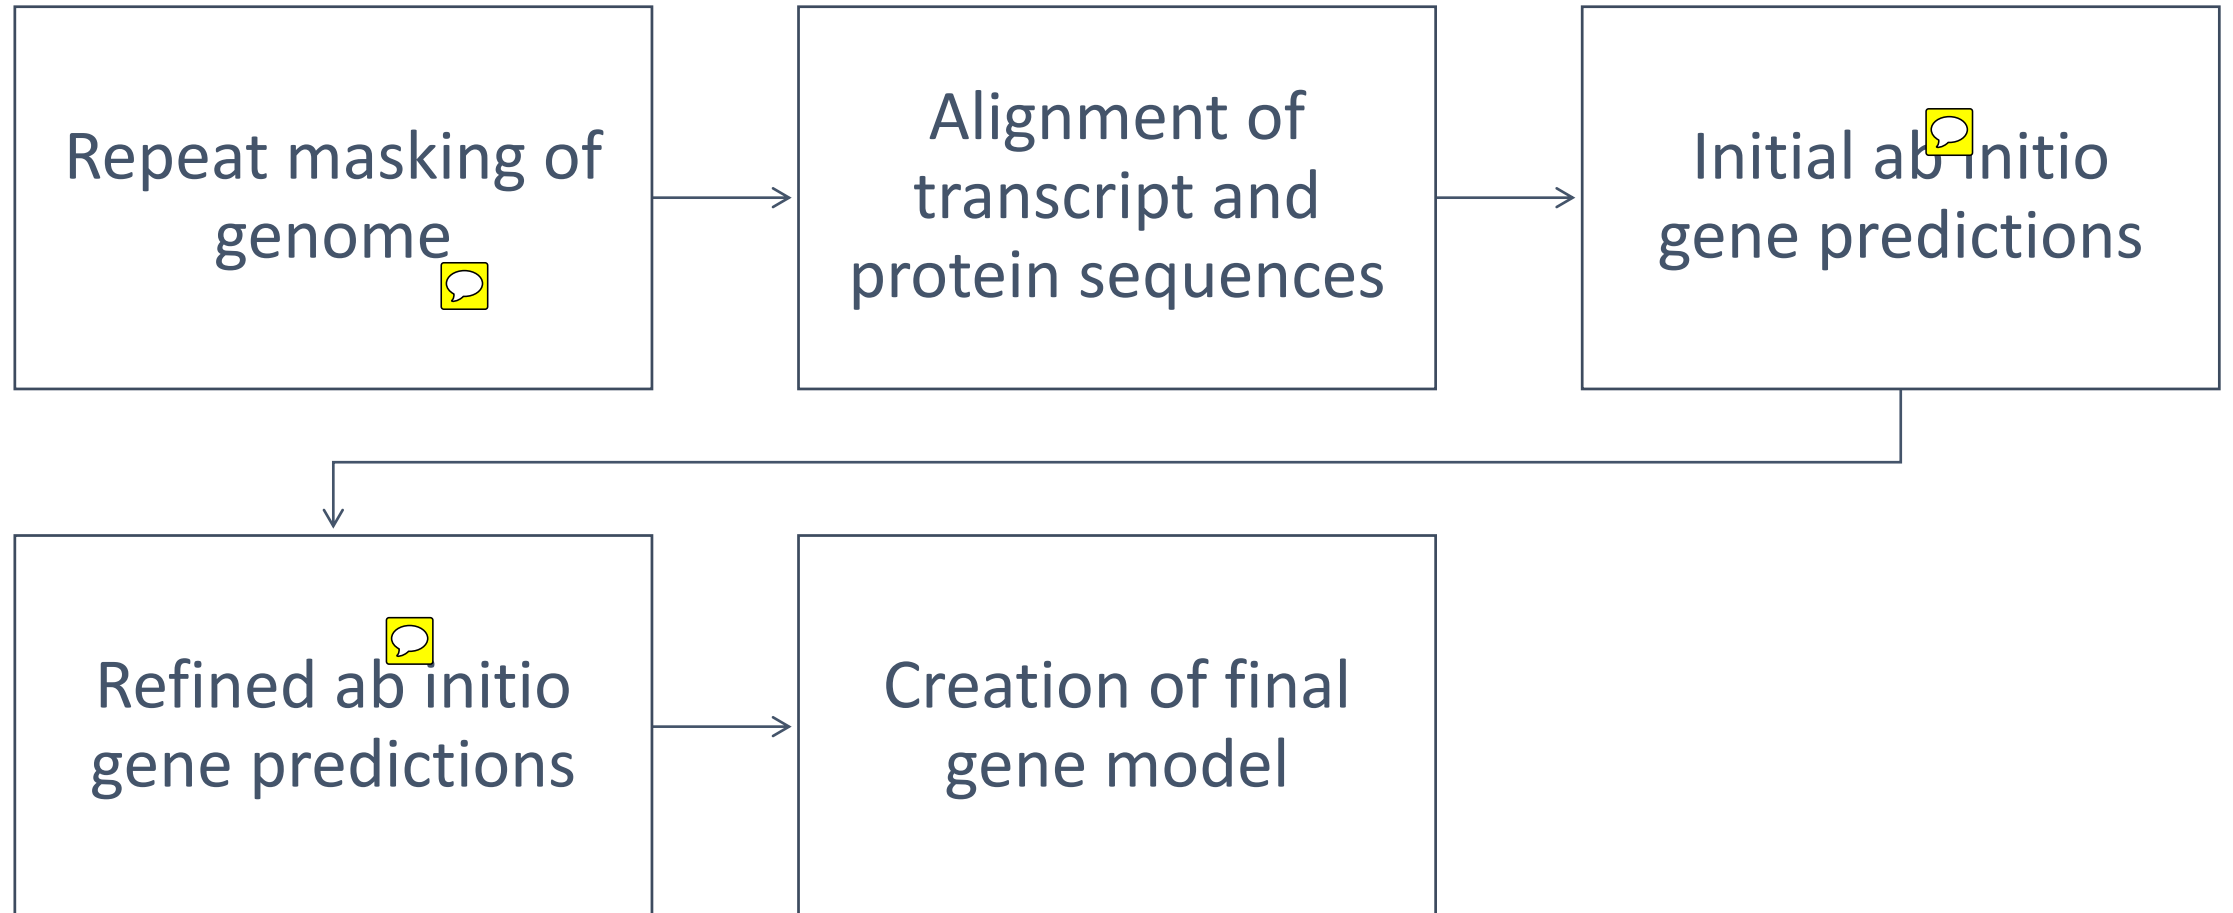 Repeat masking of
genome
Alignment of
transcript and
protein sequences
Initial ab initio
gene predictions
Refined ab initio
gene predictions
Creation of final
gene model